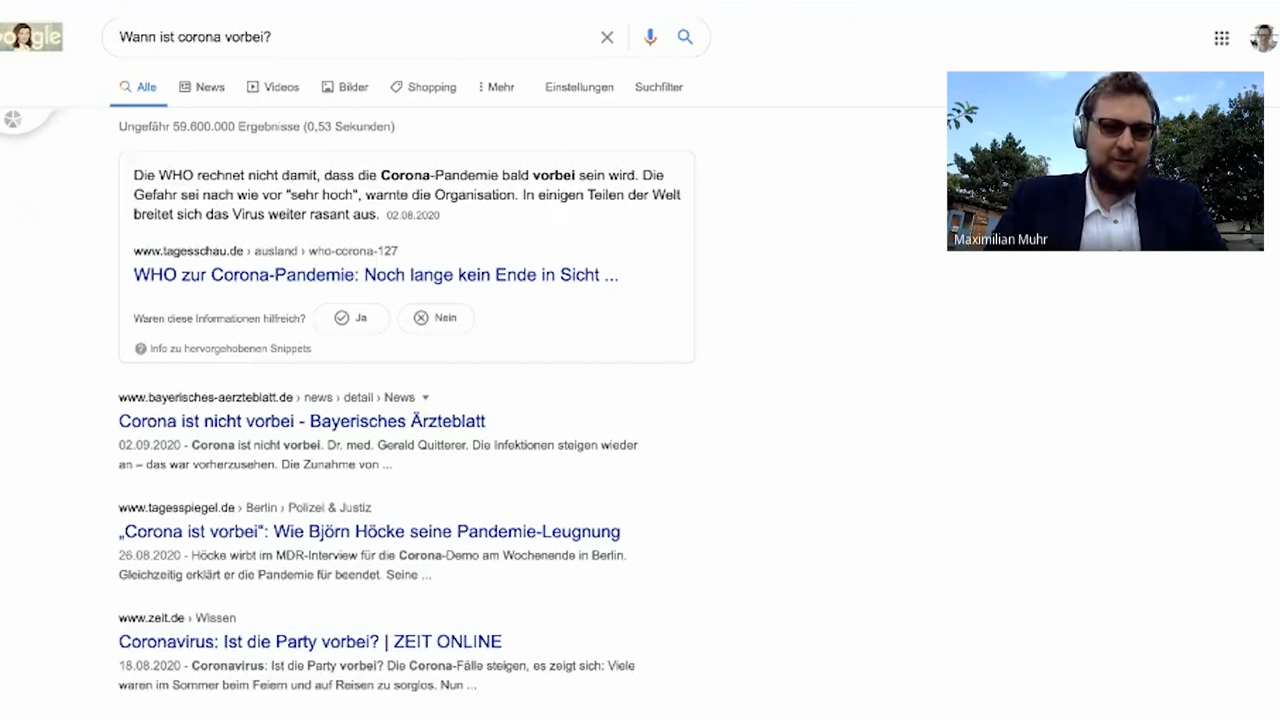 Wann ist corona vorbei?
Alle News Videos Bilder Shopping Mehr Einstellungen Suchfilter
Ungefähr 59.600.000 Ergebnisse (0,53 Sekunden)
Die WHO rechnet nicht damit, dass die Corona-Pandemie bald vorbei sein wird. Die
Gefahr sei nach wie vor "sehr hoch", warnte die Organisation. In einigen Teilen der Welt
breitet sich das Virus weiter rasant aus. 02.08.2020
www.tagesschau.de › ausland › who-corona-127
WHO zur Corona-Pandemie: Noch lange kein Ende in Sicht ...
Waren diese Informationen hilfreich? Ja Nein
Info zu hervorgehobenen Snippets
www.bayerisches-aerzteblatt.de › news › detail › News
Corona ist nicht vorbei - Bayerisches Ärzteblatt
02.09.2020 - Corona ist nicht vorbei. Dr. med. Gerald Quitterer. Die Infektionen steigen wieder
an – das war vorherzusehen. Die Zunahme von ...
www.tagesspiegel.de › Berlin › Polizei & Justiz
„Corona ist vorbei“: Wie Björn Höcke seine Pandemie-Leugnung
26.08.2020 - Höcke wirbt im MDR-Interview für die Corona-Demo am Wochenende in Berlin.
Gleichzeitig erklärt er die Pandemie für beendet. Seine ...
www.zeit.de › Wissen
Coronavirus: Ist die Party vorbei? | ZEIT ONLINE
18.08.2020 - Coronavirus: Ist die Party vorbei? Die Corona-Fälle steigen, es zeigt sich: Viele
waren im Sommer beim Feiern und auf Reisen zu sorglos. Nun ...
Maximilian Muhr